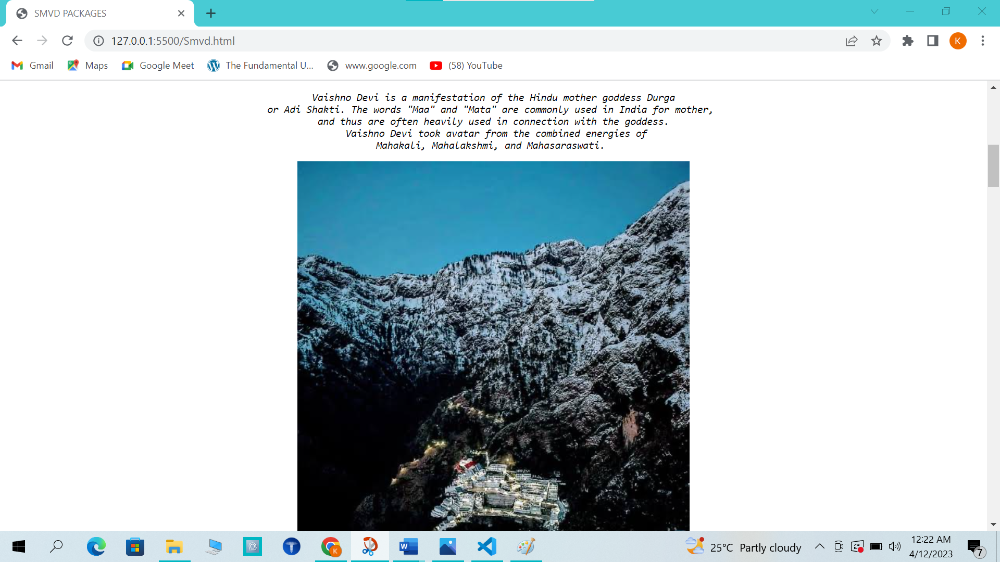 SMVD PACKAGES
127.0.0.1:5500/Smvd.html
K
Gmail
Maps
Google Meet
The Fundamental U...
www.google.com
(58) YouTube
Vaishno Devi is a manifestation of the Hindu mother goddess Durga
or Adi Shakti. The words "Maa" and "Mata" are commonly used in India for mother,
and thus are often heavily used in connection with the goddess.
Vaishno Devi took avatar from the combined energies of
Mahakali, Mahalakshmi, and Mahasaraswati.
T
K
W
25°C Partly cloudy
12:22 AM
4/12/2023
7